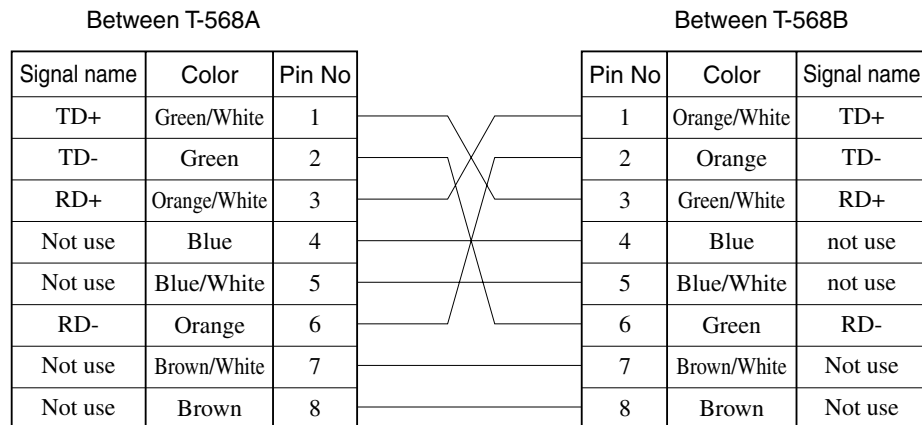 Between T-568A Between T-568B
Signal name Color Pin No Pin No Color Signal name
TD+ Green/White 1 1 Orange/White TD+
TD- Green 2 2 Orange TD-
RD+ Orange/White 3 3 Green/White RD+
Not use Blue 4 4 Blue not use
Not use Blue/White 5 5 Blue/White not use
RD- Orange 6 6 Green RD-
Not use Brown/White 7 7 Brown/White Not use
Not use Brown 8 8 Brown Not use